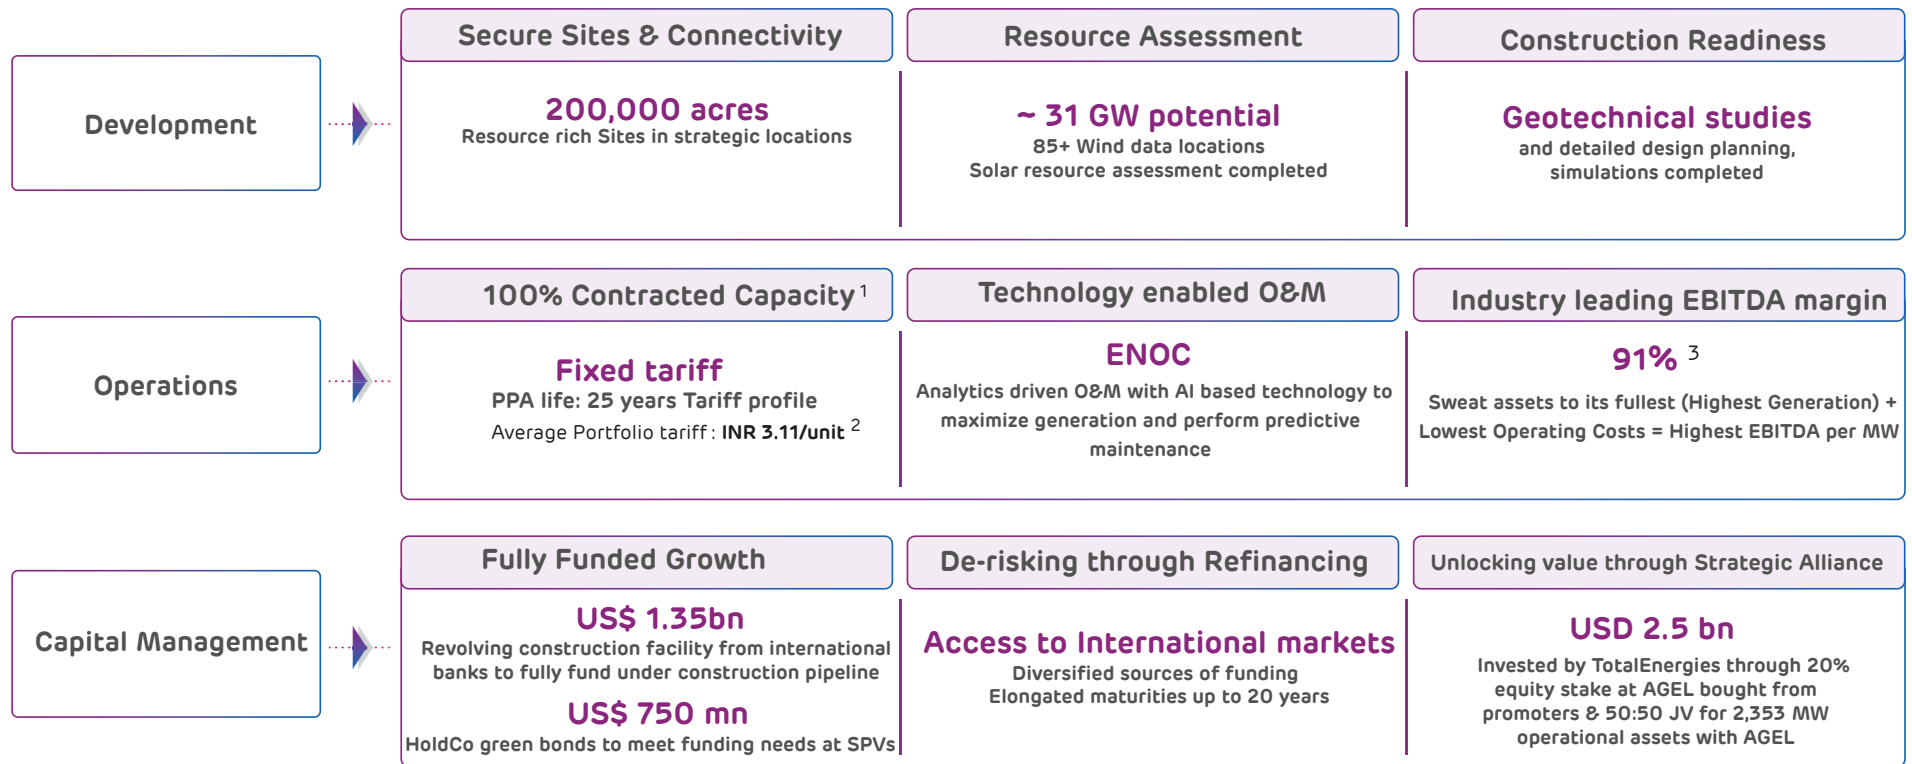 Development
Secure Sites & Connectivity
200,000 acres
Resource rich Sites in strategic locations
Resource Assessment
~ 31 GW potential
85+ Wind data locations
Solar resource assessment completed
Construction Readiness
Geotechnical studies
and detailed design planning,
simulations completed
Operations
100% Contracted Capacity 1
Fixed tariff
PPA life: 25 years Tariff profile
Average Portfolio tariff : INR 3.11/unit 2
Technology enabled O&M
ENOC
Analytics driven O&M with AI based technology to
maximize generation and perform predictive
maintenance
Industry leading EBITDA margin
91% 3
Sweat assets to its fullest (Highest Generation) +
Lowest Operating Costs = Highest EBITDA per MW
Capital Management
Fully Funded Growth
US$ 1.35bn
Revolving construction facility from international
banks to fully fund under construction pipeline
US$ 750 mn
HoldCo green bonds to meet funding needs at SPVs
De-risking through Refinancing
Access to International markets
Diversified sources of funding
Elongated maturities up to 20 years
Unlocking value through Strategic Alliance
USD 2.5 bn
Invested by TotalEnergies through 20%
equity stake at AGEL bought from
promoters & 50:50 JV for 2,353 MW
operational assets with AGEL